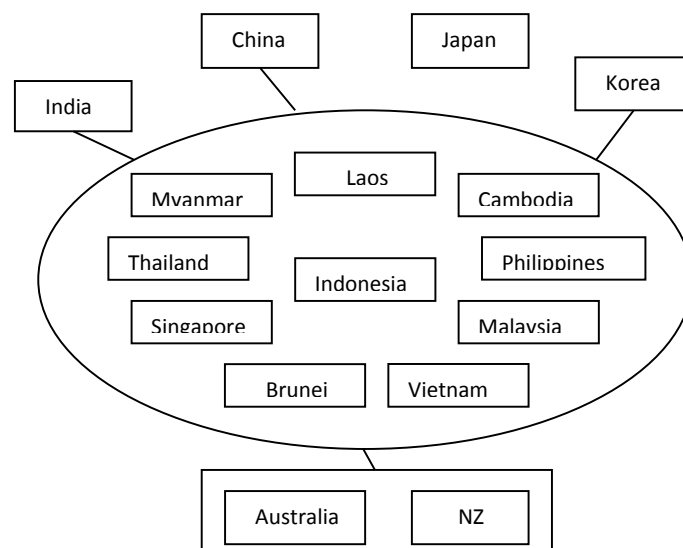 China
Japan
Korea
India
Laos
Myanmar
Cambodia
Thailand
Philippines
Indonesia
Singapore
Malaysia
Brunei
Vietnam
Australia
NZ